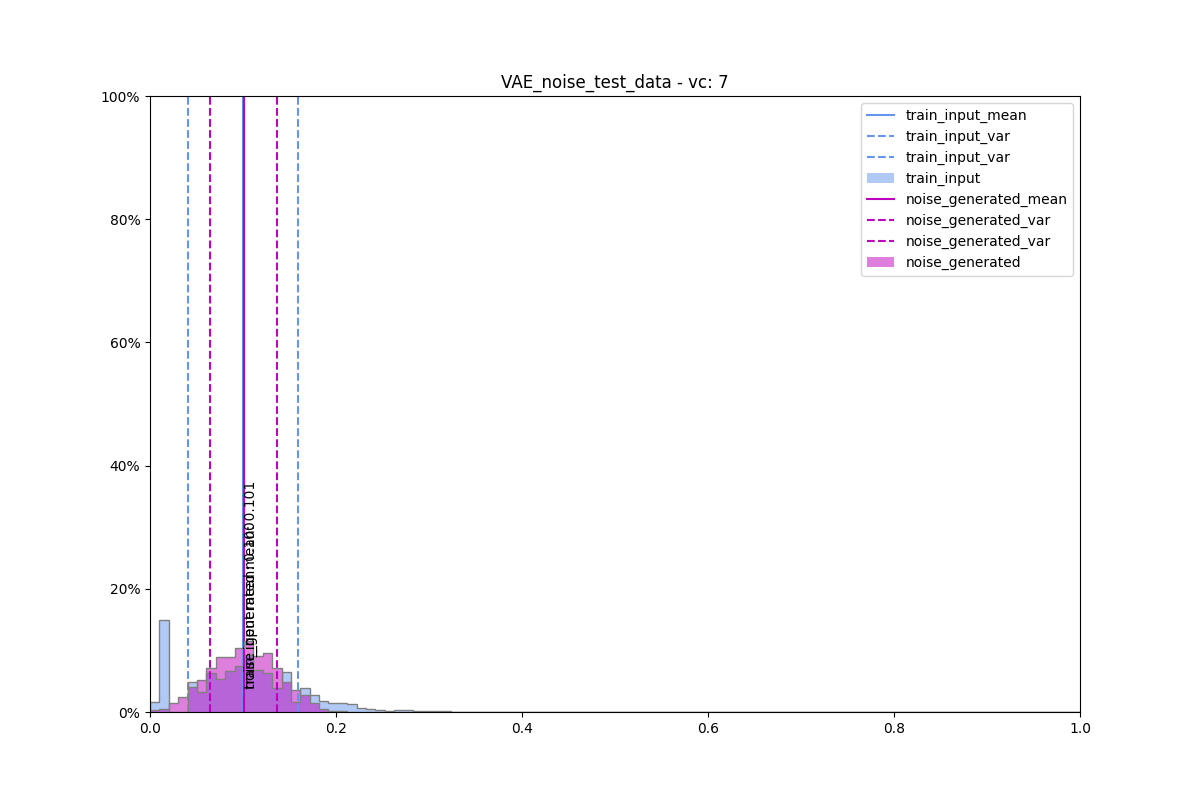 VAE_noise_test_data - vc: 7
100%
80%
60%
40%
20%
0%
0.0
0.2
0.4
0.6
0.8
1.0
train_input_mean
train_input_var
train_input_var
train_input
noise_generated_mean
noise_generated_var
noise_generated_var
noise_generated